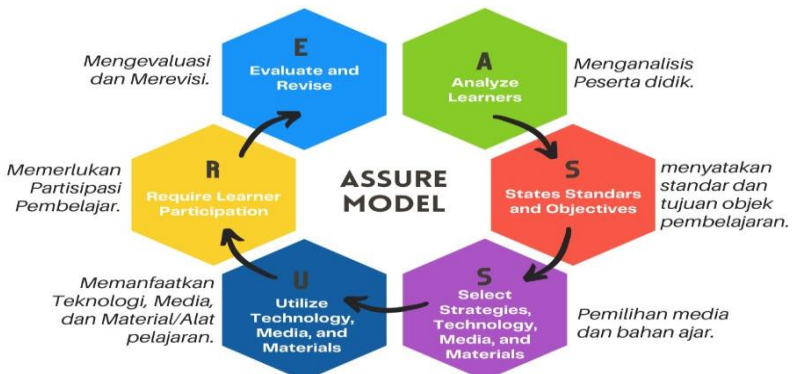 ASSURE
MODEL
A
Analyze
Learners
Menganalisis
Peserta didik.
S
States Standars
and Objectives
menyatakan
standar dan
tujuan objek
pembelajaran.
S
Select
Strategies,
Technology,
Media, and
Materials
Pemilihan media
dan bahan ajar.
U
Utilize
Technology,
Media, and
Materials
Memanfaatkan
Teknologi, Media,
dan Material/Alat
pelajaran.
R
Require Learner
Participation
Memerlukan
Partisipasi
Pembelajar.
E
Evaluate and
Revise
Mengevaluasi
dan Merevisi.